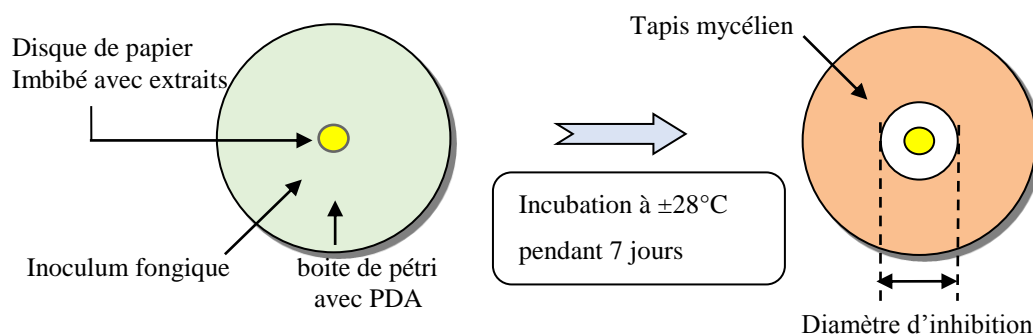 Disque de papier
Imbibé avec extraits
Inoculum fongique
boite de pétri
avec PDA
Incubation à ±28°C
pendant 7 jours
Tapis mycélien
Diamètre d’inhibition